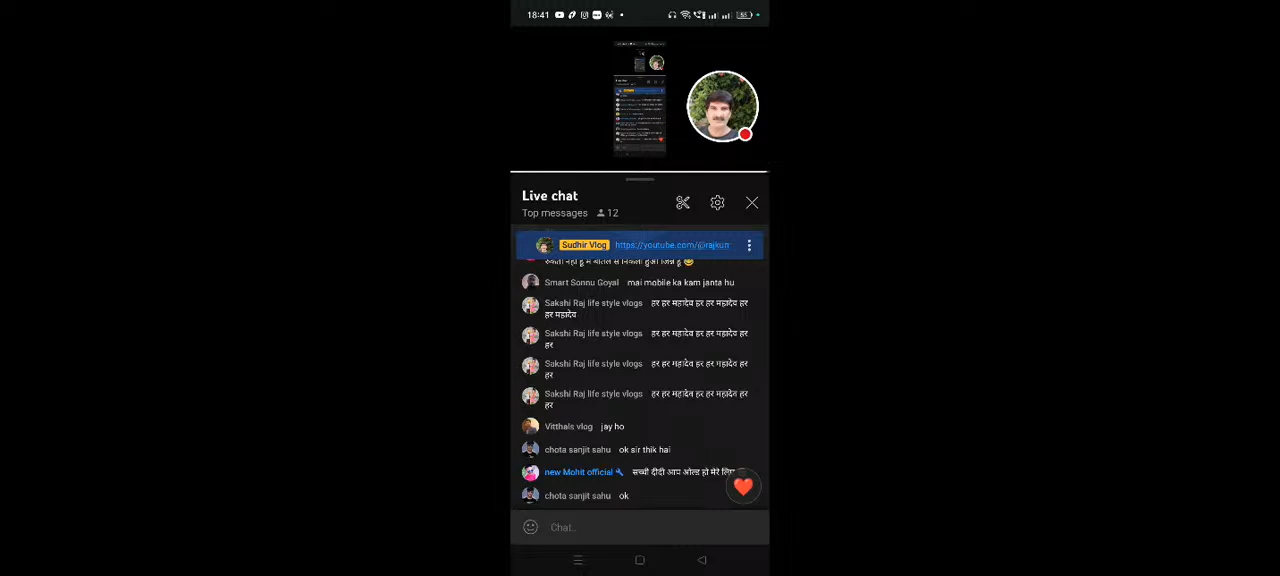 18:41
55
Live chat
Top messages 12
Sudhir Vlog https://youtube.com/@rajkum
Smart Sonnu Goyal mai mobile ka kam janta hu
Sakshi Raj life style vlogs हर हर महादेव हर हर महादेव हर
हर महादेव
Sakshi Raj life style vlogs हर हर महादेव हर हर महादेव हर
हर
Sakshi Raj life style vlogs हर हर महादेव हर हर महादेव हर
हर
Sakshi Raj life style vlogs हर हर महादेव हर हर महादेव हर
हर
Vitthals vlog jay ho
chota sanjit sahu ok sir thik hai
new Mohit official सच्ची दीदी आप ओल्ड हो मेरे लिए
chota sanjit sahu ok
Chat..